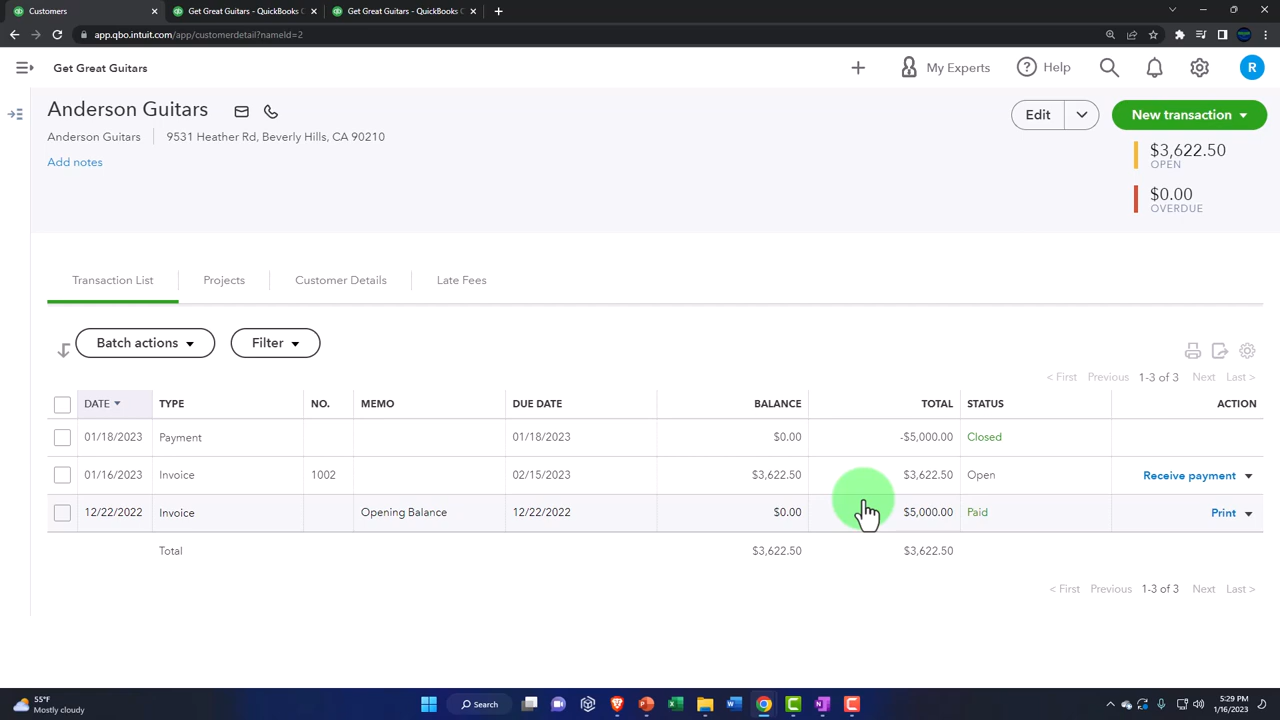 Customers
Get Great Guitars - QuickBooks C
Get Great Guitars - QuickBooks C
app.qbo.intuit.com/app/customerdetail?nameId=2
Get Great Guitars
My Experts
Help
R
Anderson Guitars
Edit
New transaction
Anderson Guitars
9531 Heather Rd, Beverly Hills, CA 90210
Add notes
$3,622.50
OPEN
$0.00
OVERDUE
Transaction List
Projects
Customer Details
Late Fees
Batch actions
Filter
< First Previous 1-3 of 3 Next Last >
DATE TYPE NO. MEMO DUE DATE BALANCE TOTAL STATUS ACTION
01/18/2023 Payment 01/18/2023 $0.00 -$5,000.00 Closed
01/16/2023 Invoice 1002 02/15/2023 $3,622.50 $3,622.50 Open Receive payment
12/22/2022 Invoice Opening Balance 12/22/2022 $0.00 $5,000.00 Paid Print
Total $3,622.50 $3,622.50
< First Previous 1-3 of 3 Next Last >
55°F
Mostly cloudy
Search
5:29 PM
1/16/2023